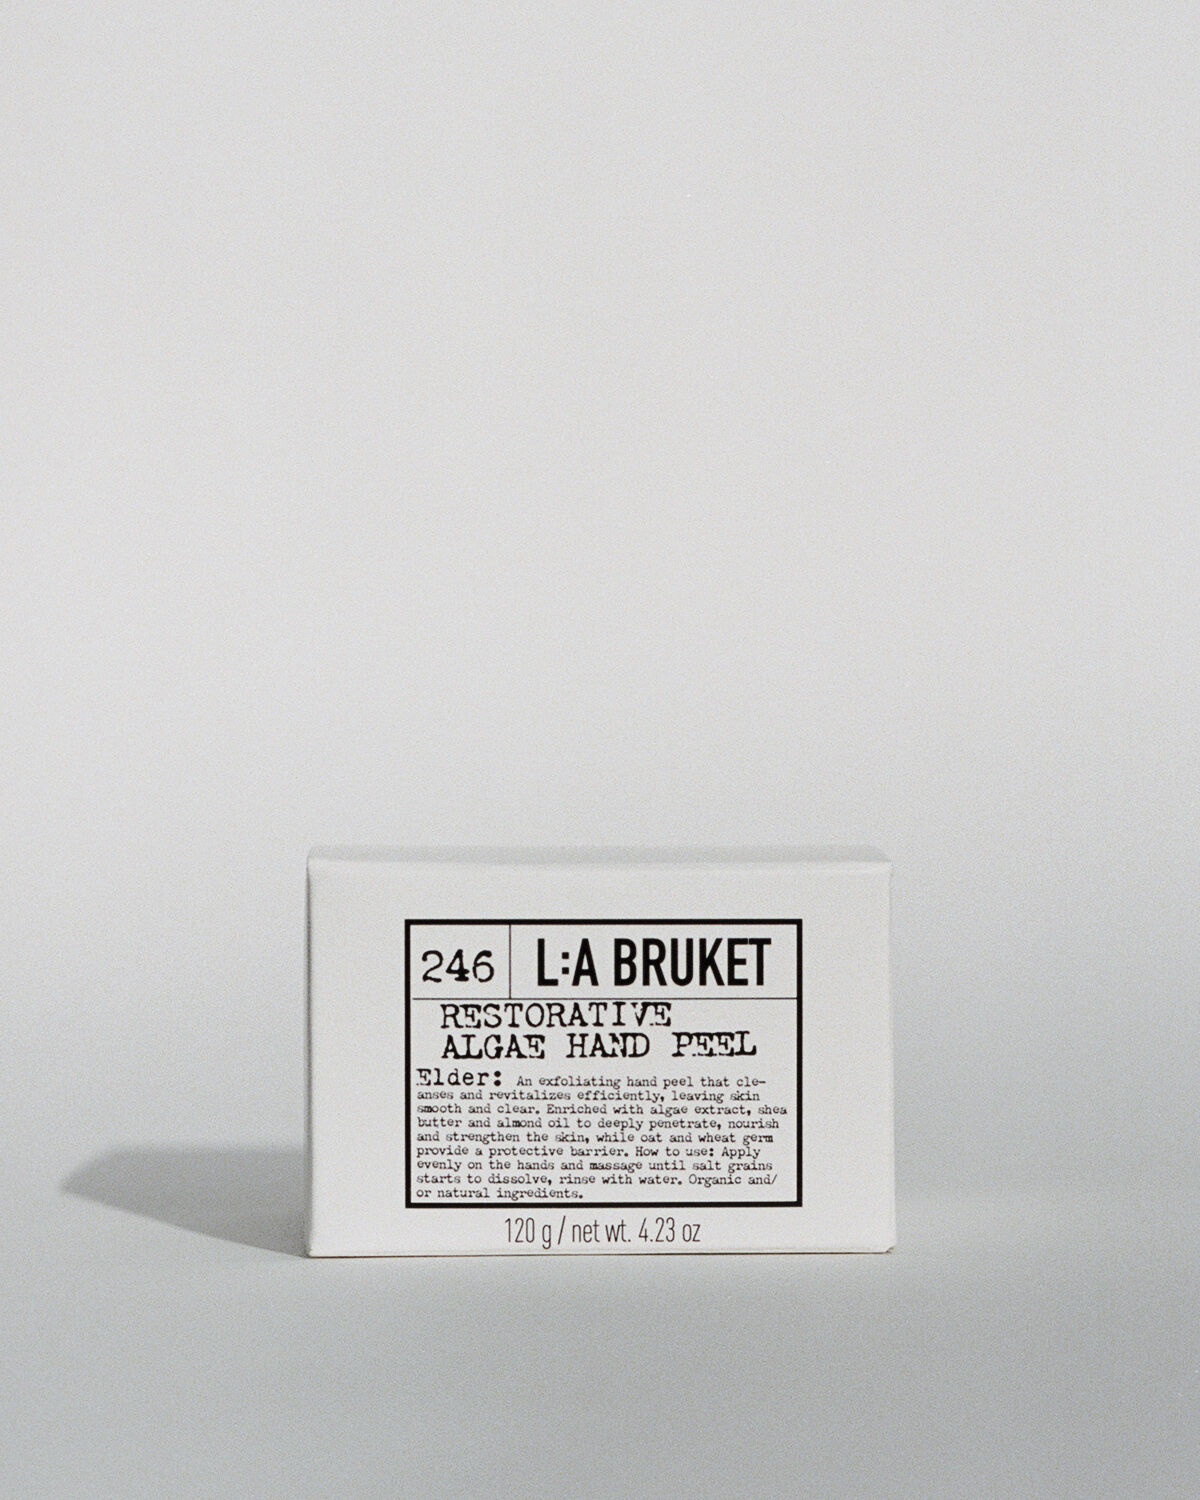 246 L:A BRUKET
RESTORATIVE
ALGAE HAND PEEL
Elder: An exfoliating hand peel that cle-
anses and revitalizes efficiently, leaving skin
smooth and clear. Enriched with algae extract, shea
butter and almond oil to deeply penetrate, nourish
and strengthen the skin, while oat and wheat germ
provide a protective barrier. How to use: Apply
evenly on the hands and massage until salt grains
starts to dissolve, rinse with water. Organic and/
or natural ingredients.
120 g / net wt. 4.23 oz